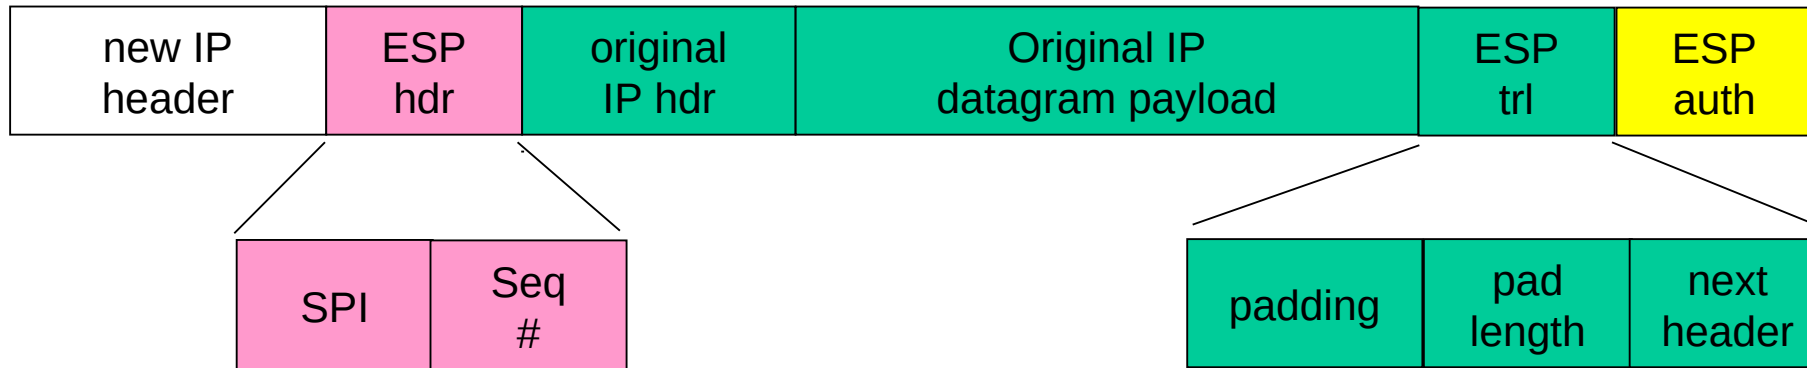 new IP
header
ESP
hdr
original
IP hdr
Original IP
datagram payload
ESP
trl
ESP
auth
SPI
Seq
#
padding
pad
length
next
header